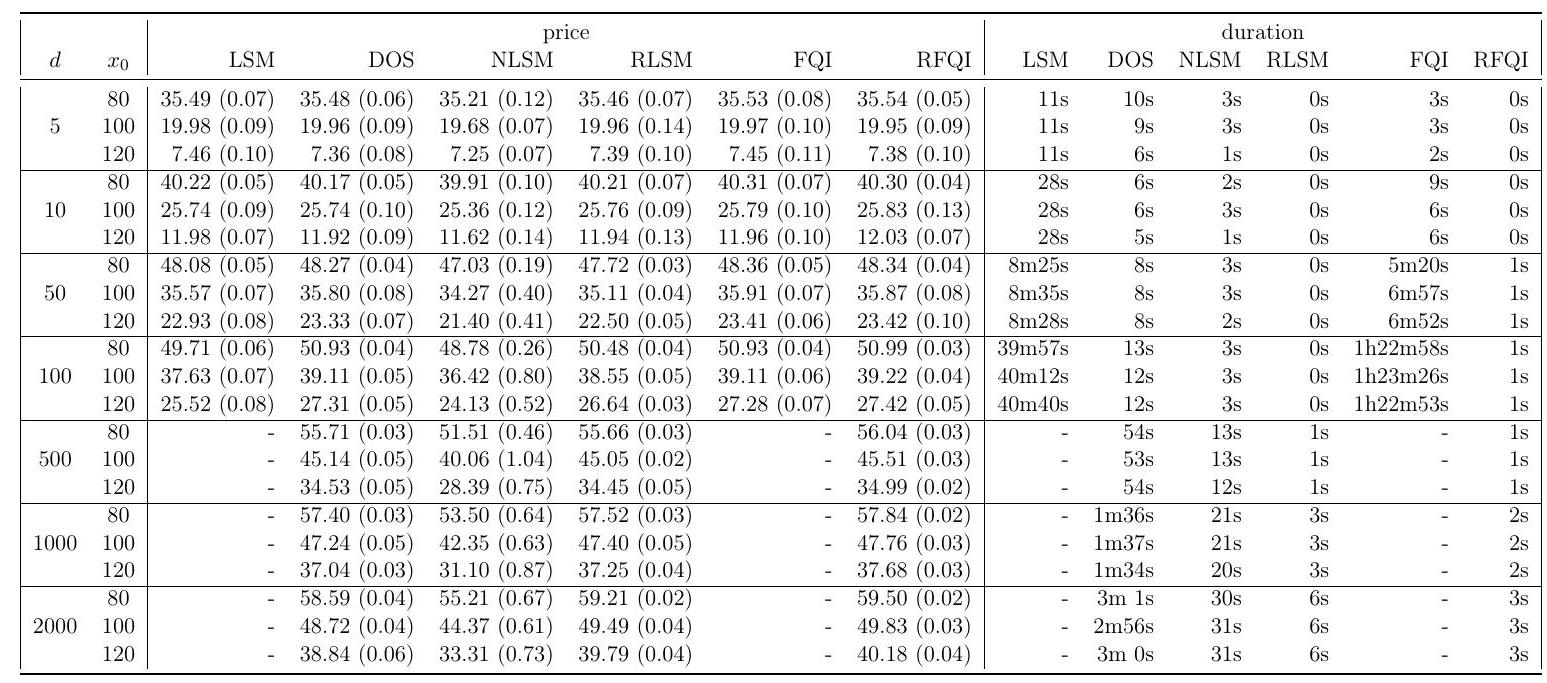 price duration
d x₀ LSM DOS NLSM RLSM FQI RFQI LSM DOS NLSM RLSM FQI RFQI
80 35.49 (0.07) 35.48 (0.06) 35.21 (0.12) 35.46 (0.07) 35.53 (0.08) 35.54 (0.05) 11s 10s 3s 0s 3s 0s
5 100 19.98 (0.09) 19.96 (0.09) 19.68 (0.07) 19.96 (0.14) 19.97 (0.10) 19.95 (0.09) 11s 9s 3s 0s 3s 0s
120 7.46 (0.10) 7.36 (0.08) 7.25 (0.07) 7.39 (0.10) 7.45 (0.11) 7.38 (0.10) 11s 6s 1s 0s 2s 0s
80 40.22 (0.05) 40.17 (0.05) 39.91 (0.10) 40.21 (0.07) 40.31 (0.07) 40.30 (0.04) 28s 6s 2s 0s 9s 0s
10 100 25.74 (0.09) 25.74 (0.10) 25.36 (0.12) 25.76 (0.09) 25.79 (0.10) 25.83 (0.13) 28s 6s 3s 0s 6s 0s
120 11.98 (0.07) 11.92 (0.09) 11.62 (0.14) 11.94 (0.13) 11.96 (0.10) 12.03 (0.07) 28s 5s 1s 0s 6s 0s
80 48.08 (0.05) 48.27 (0.04) 47.03 (0.19) 47.72 (0.03) 48.36 (0.05) 48.34 (0.04) 8m25s 8s 3s 0s 5m20s 1s
50 100 35.57 (0.07) 35.80 (0.08) 34.27 (0.40) 35.11 (0.04) 35.91 (0.07) 35.87 (0.08) 8m35s 8s 3s 0s 6m57s 1s
120 22.93 (0.08) 23.33 (0.07) 21.40 (0.41) 22.50 (0.05) 23.41 (0.06) 23.42 (0.10) 8m28s 8s 2s 0s 6m52s 1s
80 49.71 (0.06) 50.93 (0.04) 48.78 (0.26) 50.48 (0.04) 50.93 (0.04) 50.99 (0.03) 39m57s 13s 3s 0s 1h22m58s 1s
100 100 37.63 (0.07) 39.11 (0.05) 36.42 (0.80) 38.55 (0.05) 39.11 (0.06) 39.22 (0.04) 40m12s 12s 3s 0s 1h23m26s 1s
120 25.52 (0.08) 27.31 (0.05) 24.13 (0.52) 26.64 (0.03) 27.28 (0.07) 27.42 (0.05) 40m40s 12s 3s 0s 1h22m53s 1s
80 - 55.71 (0.03) 51.51 (0.46) 55.66 (0.03) - 56.04 (0.03) - 54s 13s 1s - 1s
500 100 - 45.14 (0.05) 40.06 (1.04) 45.05 (0.02) - 45.51 (0.03) - 53s 13s 1s - 1s
120 - 34.53 (0.05) 28.39 (0.75) 34.45 (0.05) - 34.99 (0.02) - 54s 12s 1s - 1s
80 - 57.40 (0.03) 53.50 (0.64) 57.52 (0.03) - 57.84 (0.02) - 1m36s 21s 3s - 2s
1000 100 - 47.24 (0.05) 42.35 (0.63) 47.40 (0.05) - 47.76 (0.03) - 1m37s 21s 3s - 2s
120 - 37.04 (0.03) 31.10 (0.87) 37.25 (0.04) - 37.68 (0.03) - 1m34s 20s 3s - 2s
80 - 58.59 (0.04) 55.21 (0.67) 59.21 (0.02) - 59.50 (0.02) - 3m 1s 30s 6s - 3s
2000 100 - 48.72 (0.04) 44.37 (0.61) 49.49 (0.04) - 49.83 (0.03) - 2m56s 31s 6s - 3s
120 - 38.84 (0.06) 33.31 (0.73) 39.79 (0.04) - 40.18 (0.04) - 3m 0s 31s 6s - 3s